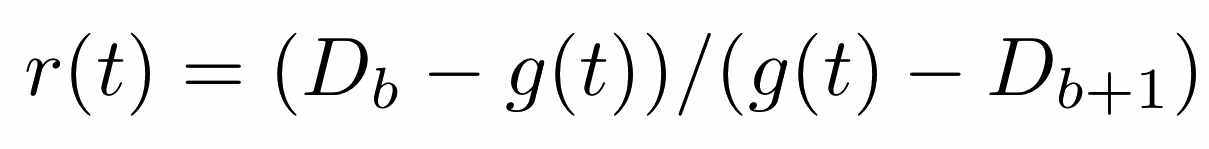 r(t) = (D_b − g(t))/(g(t) − D_{b+1})